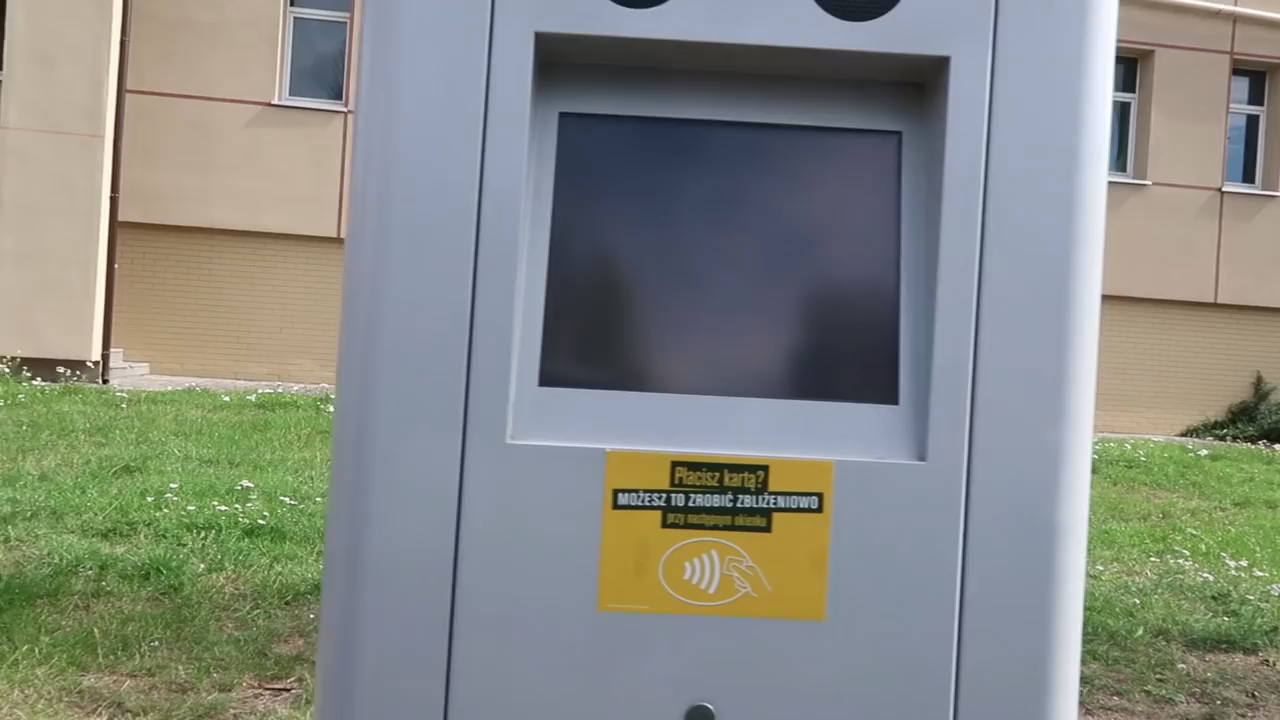 Płacisz kartą?
MOŻESZ TO ZROBIĆ ZBLIŻENIOWO
przy następnym okienku